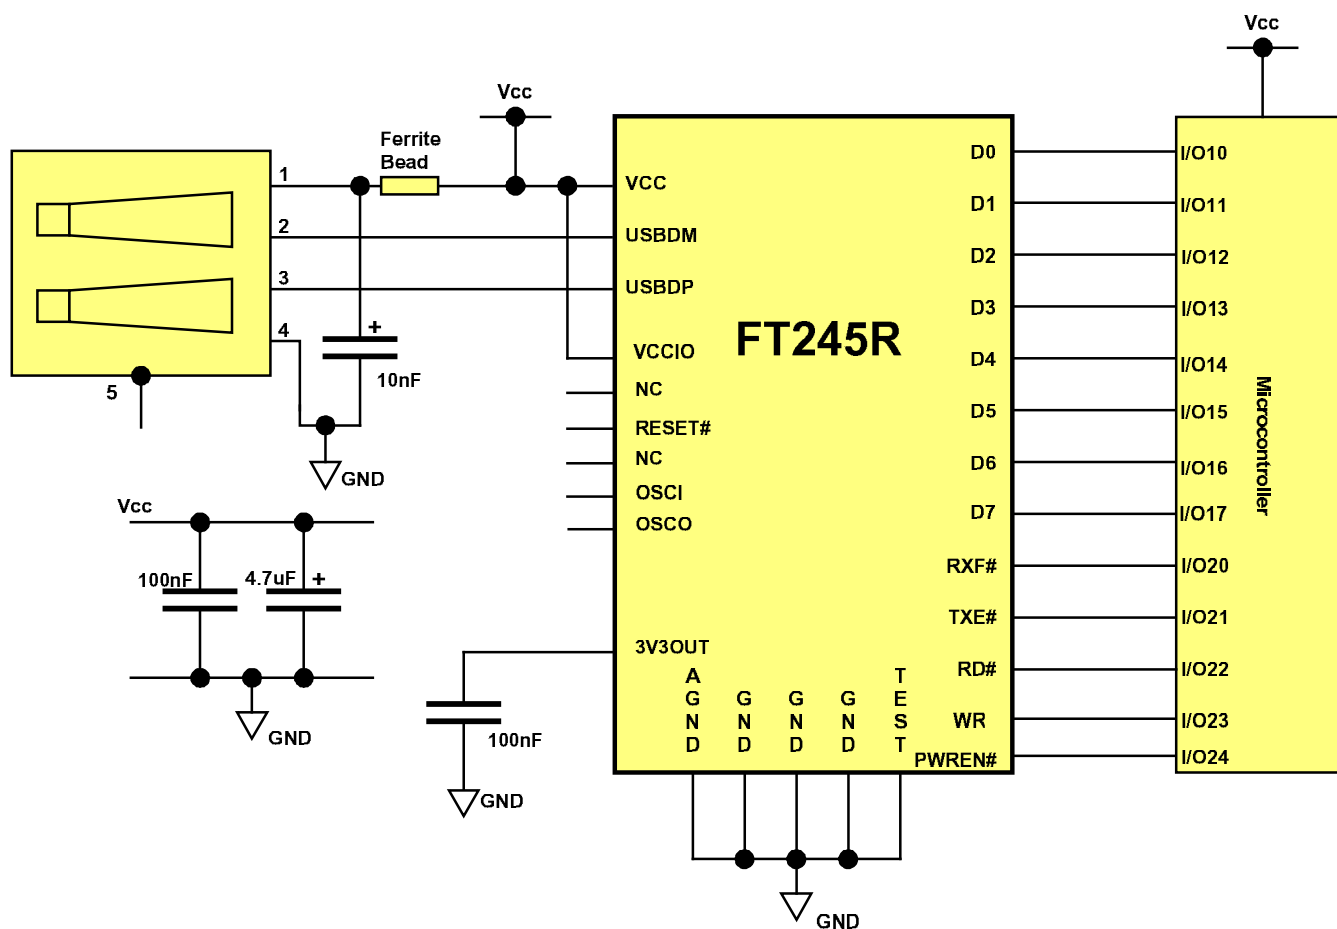 Vcc
Vcc
Ferrite
Bead
1
2
3
4
5
+
10nF
GND
VCC
USBDM
USBDP
VCCIO
NC
RESET#
NC
OSCI
OSCO
3V3OUT
FT245R
D0
D1
D2
D3
D4
D5
D6
D7
RXF#
TXE#
RD#
WR
PWREN#
I/O10
I/O11
I/O12
I/O13
I/O14
I/O15
I/O16
I/O17
I/O20
I/O21
I/O22
I/O23
I/O24
Microcontroller
Vcc
100nF
4.7uF +
GND
100nF
GND
AGND
GND
GND
GND
TEST
GND